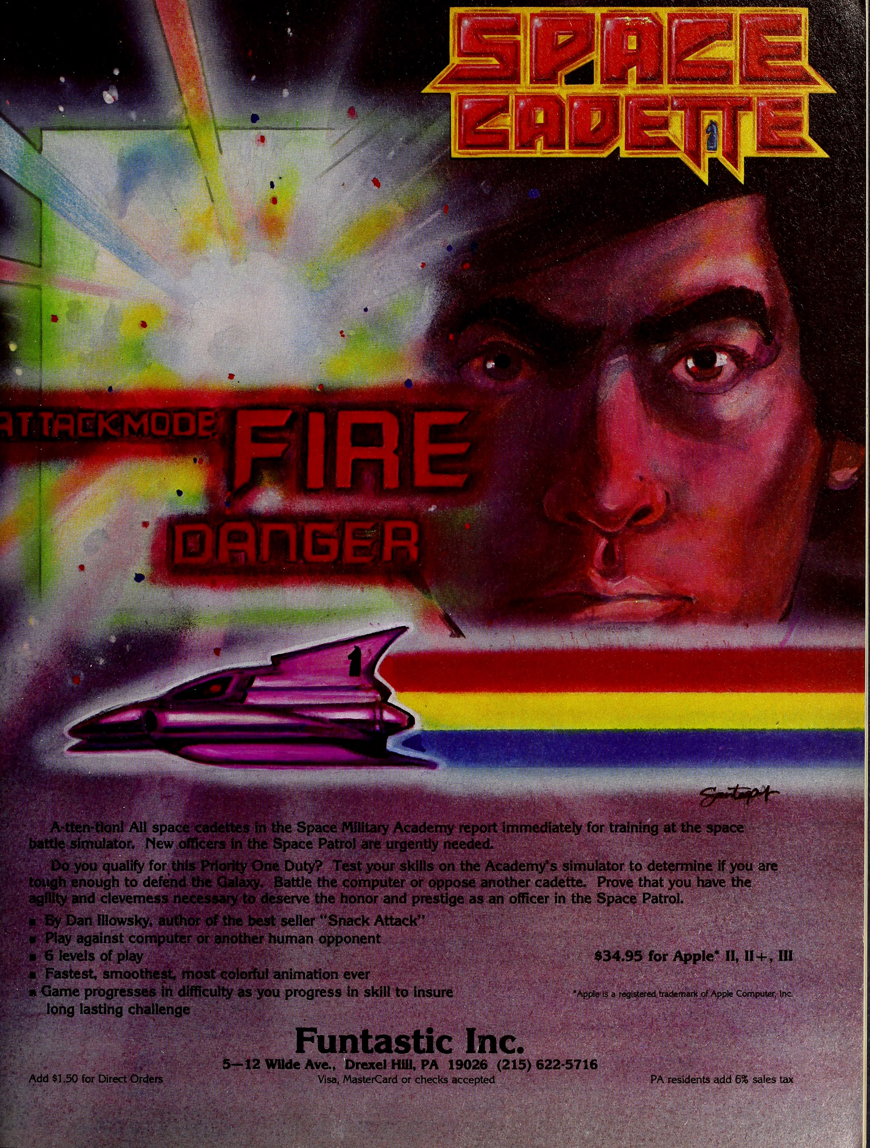 SPACE
CADETTE
1
ATTACKMODE FIRE
DANGER
1
A-tten-tion! All space cadettes in the Space Military Academy report immediately for training at the space
battle simulator. New officers in the Space Patrol are urgently needed.
Do you qualify for this Priority One Duty? Test your skills on the Academy's simulator to determine if you are
tough enough to defend the Galaxy. Battle the computer or oppose another cadette. Prove that you have the
agility and cleverness necessary to deserve the honor and prestige as an officer in the Space Patrol.
■ By Dan Illowsky, author of the best seller "Snack Attack"
■ Play against computer or another human opponent
■ 6 levels of play
$34.95 for Apple* II, II+, III
■ Fastest, smoothest, most colorful animation ever
■ Game progresses in difficulty as you progress in skill to insure
long lasting challenge
*Apple is a registered trademark of Apple Computer, Inc.
Funtastic Inc.
5—12 Wilde Ave., Drexel Hill, PA 19026 (215) 622-5716
Add $1.50 for Direct Orders
Visa, MasterCard or checks accepted
PA residents add 6% sales tax